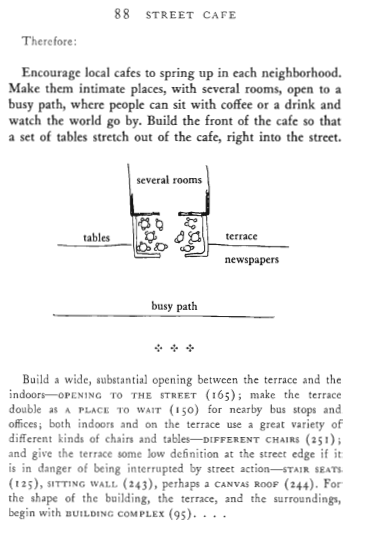 88 STREET CAFE
Therefore:
Encourage local cafes to spring up in each neighborhood.
Make them intimate places, with several rooms, open to a
busy path, where people can sit with coffee or a drink and
watch the world go by. Build the front of the cafe so that
a set of tables stretch out of the cafe, right into the street.
several rooms
tables
terrace
newspapers
busy path
Build a wide, substantial opening between the terrace and the
indoors—OPENING TO THE STREET (165); make the terrace
double as A PLACE TO WAIT (150) for nearby bus stops and
offices; both indoors and on the terrace use a great variety of
different kinds of chairs and tables—DIFFERENT CHAIRS (251);
and give the terrace some low definition at the street edge if it
is in danger of being interrupted by street action—STAIR SEATS
(125), SITTING WALL (243), perhaps a CANVAS ROOF (244). For
the shape of the building, the terrace, and the surroundings,
begin with BUILDING COMPLEX (95). . . .